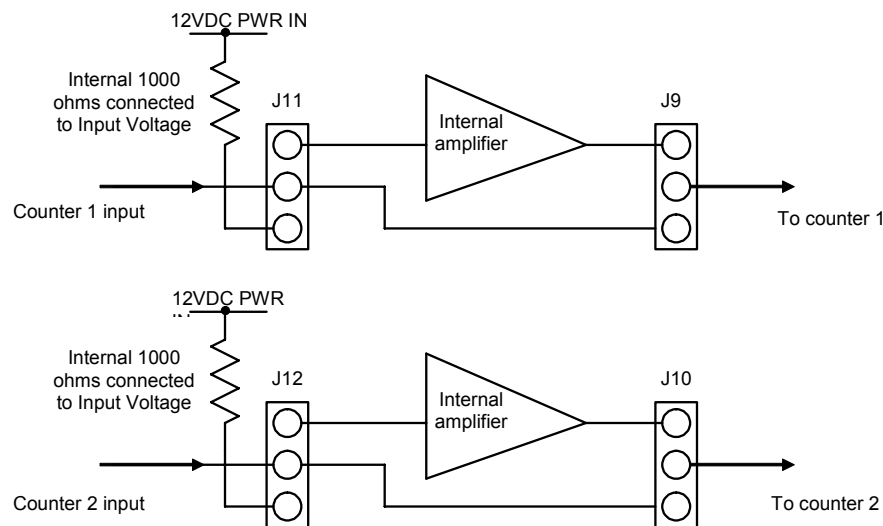 12VDC PWR IN
Internal 1000
ohms connected
to Input Voltage
J11
J9
Internal
amplifier
Counter 1 input
To counter 1
12VDC PWR
Internal 1000
ohms connected
to Input Voltage
J12
J10
Internal
amplifier
Counter 2 input
To counter 2